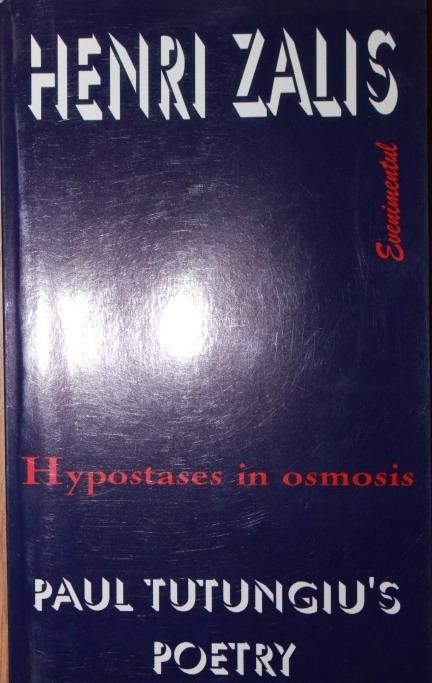 HENRI ZALIS
Evenimentul
Hypostases in osmosis
PAUL TUTUNGIU'S
POETRY